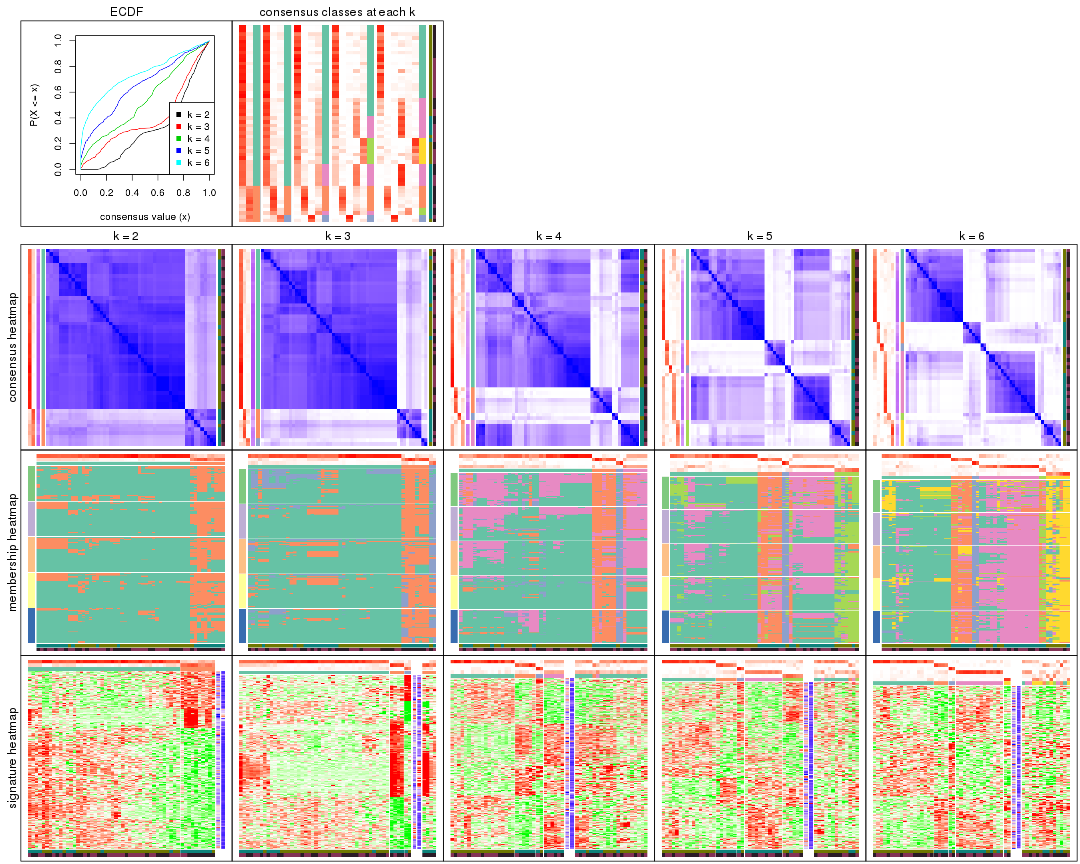 ECDF
consensus classes at each k
P(X <= x)
0.0
0.2
0.4
0.6
0.8
1.0
0.0 0.2 0.4 0.6 0.8 1.0
consensus value (x)
k = 2
k = 3
k = 4
k = 5
k = 6
k = 2 k = 3 k = 4 k = 5 k = 6
consensus heatmap
membership heatmap
signature heatmap